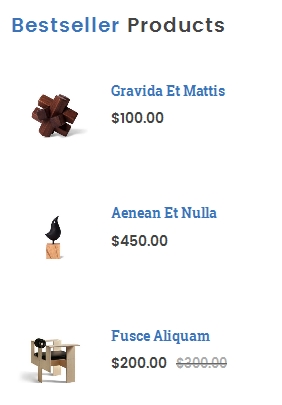 Bestseller Products
Gravida Et Mattis
$100.00
Aenean Et Nulla
$450.00
Fusce Aliquam
$200.00 $300.00